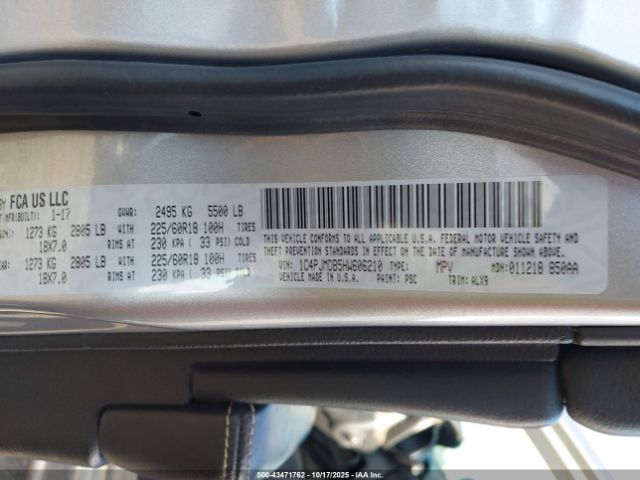 BY FCA US LLC
MFR(BUILT) 1-17
GVWR: 2495 KG 5500 LB
1273 KG 2805 LB WITH 225/60R18 100H TIRES
18X7.0 RIMS AT 230 KPA ( 33 PSI) COLD
1273 KG 2805 LB WITH 225/60R18 100H TIRES
18X7.0 RIMS AT 230 KPA ( 33 PSI) COLD
THIS VEHICLE CONFORMS TO ALL APPLICABLE U.S.A. FEDERAL MOTOR VEHICLE SAFETY AND
THEFT PREVENTION STANDARDS IN EFFECT ON THE DATE OF MANUFACTURE SHOWN ABOVE.
VIN: 1C4PJMDB5HW606210 TYPE: MPV MDH: 011218 850AA
VEHICLE MADE IN U.S.A. PAINT: PSC TRIM: ALX9
000-43471762 - 10/17/2025 - Copyright. IAA, Inc.